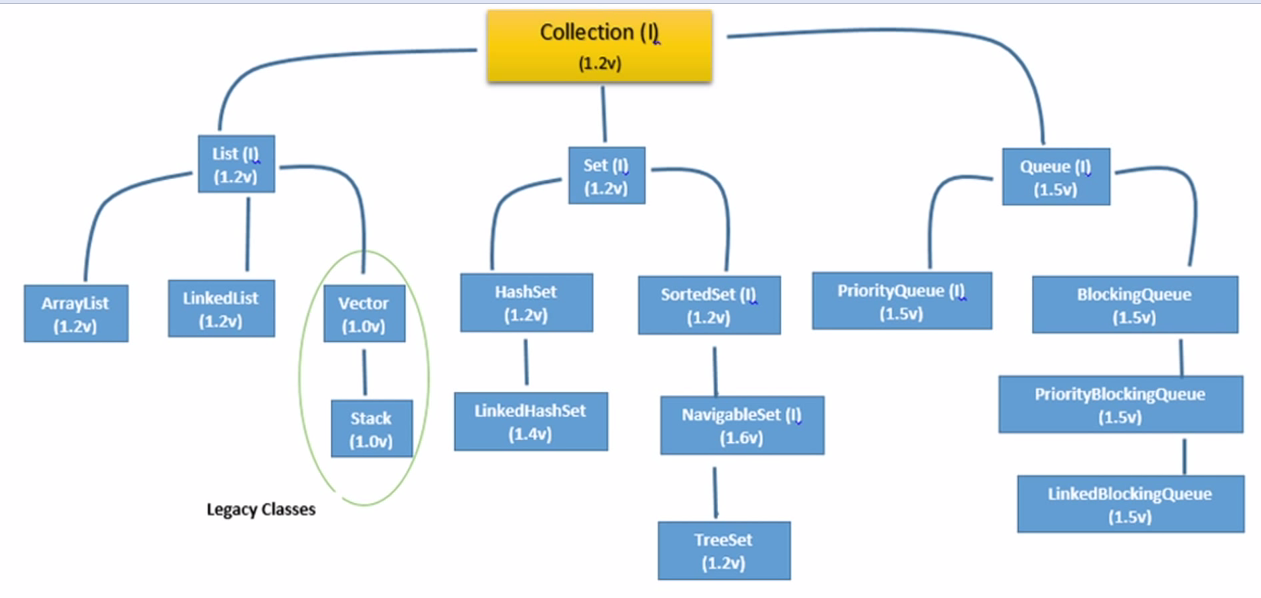 Collection (I)
(1.2v)
List (I)
(1.2v)
Set (I)
(1.2v)
Queue (I)
(1.5v)
ArrayList
(1.2v)
LinkedList
(1.2v)
Vector
(1.0v)
HashSet
(1.2v)
SortedSet (I)
(1.2v)
PriorityQueue (I)
(1.5v)
BlockingQueue
(1.5v)
Stack
(1.0v)
LinkedHashSet
(1.4v)
NavigableSet (I)
(1.6v)
PriorityBlockingQueue
(1.5v)
Legacy Classes
TreeSet
(1.2v)
LinkedBlockingQueue
(1.5v)